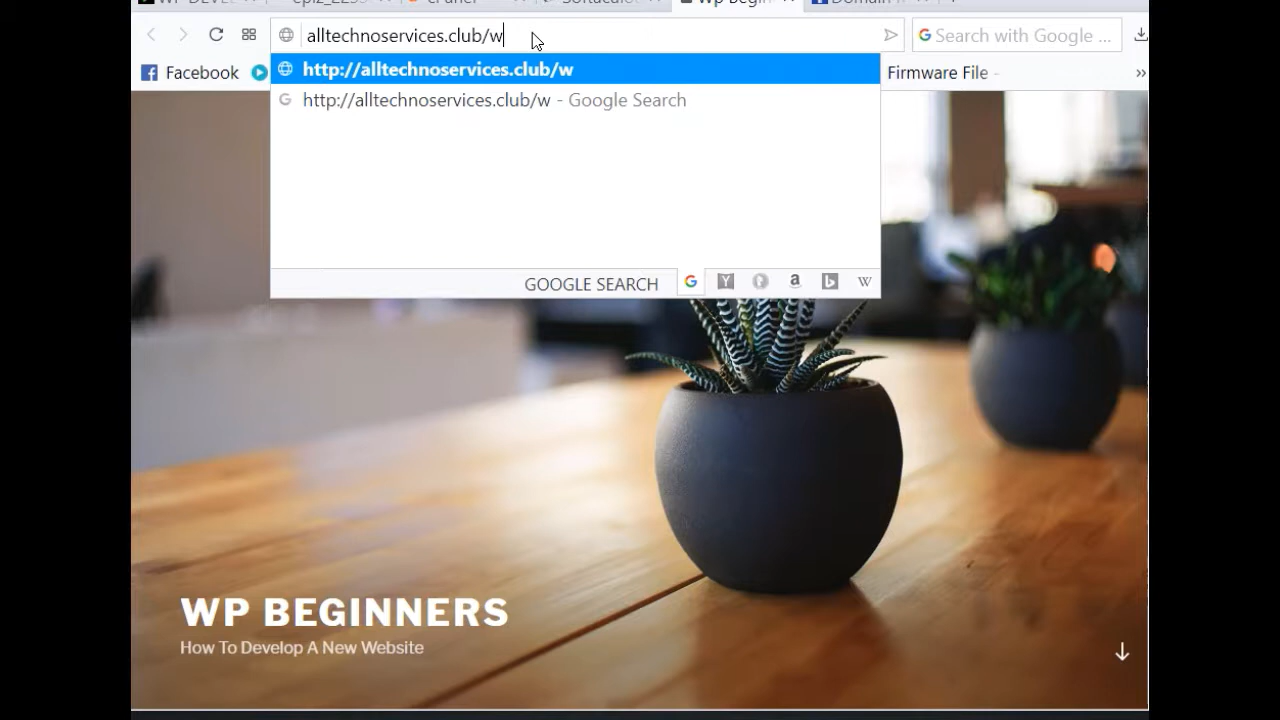 alltechnoservices.club/w
Search with Google ...
http://alltechnoservices.club/w
http://alltechnoservices.club/w - Google Search
GOOGLE SEARCH
Facebook
Firmware File -
WP BEGINNERS
How To Develop A New Website